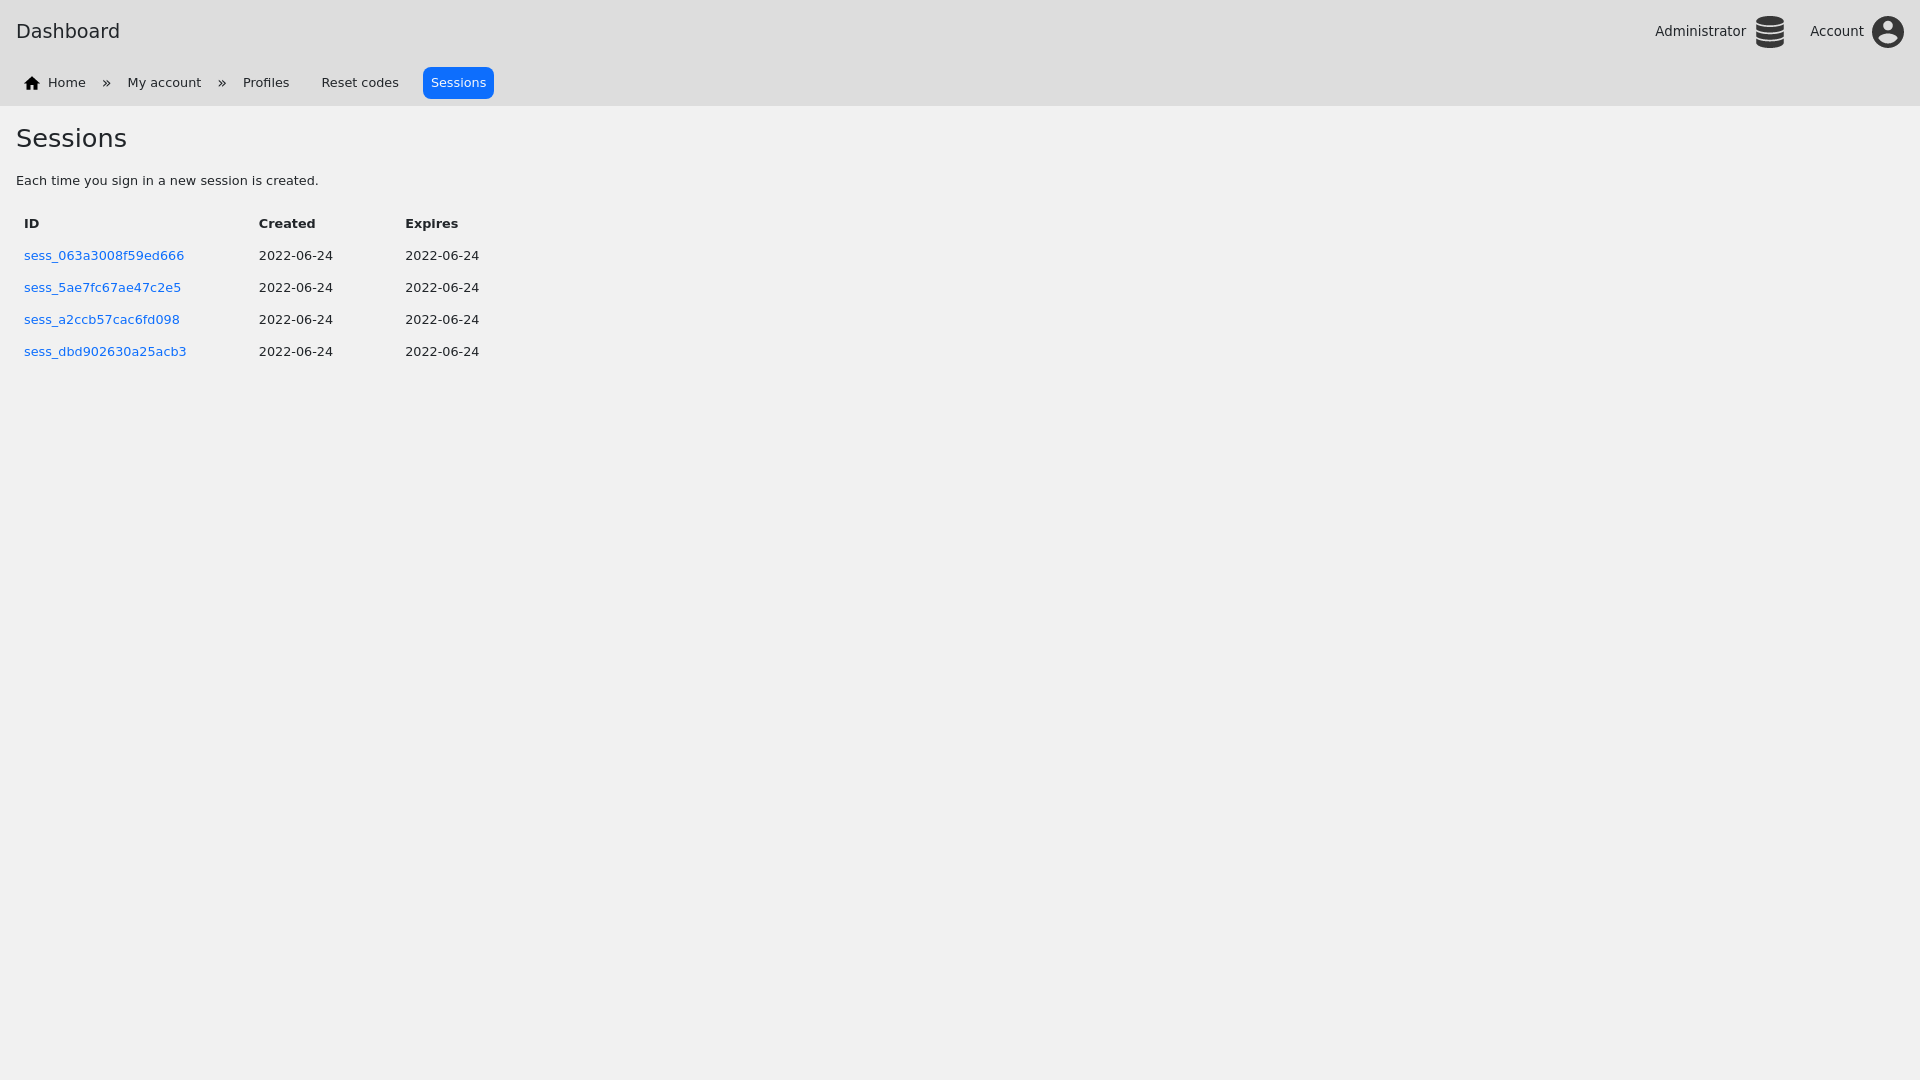 Dashboard
Administrator
Account
Home » My account » Profiles Reset codes Sessions
Sessions
Each time you sign in a new session is created.
ID Created Expires
sess_063a3008f59ed666 2022-06-24 2022-06-24
sess_5ae7fc67ae47c2e5 2022-06-24 2022-06-24
sess_a2ccb57cac6fd098 2022-06-24 2022-06-24
sess_dbd902630a25acb3 2022-06-24 2022-06-24